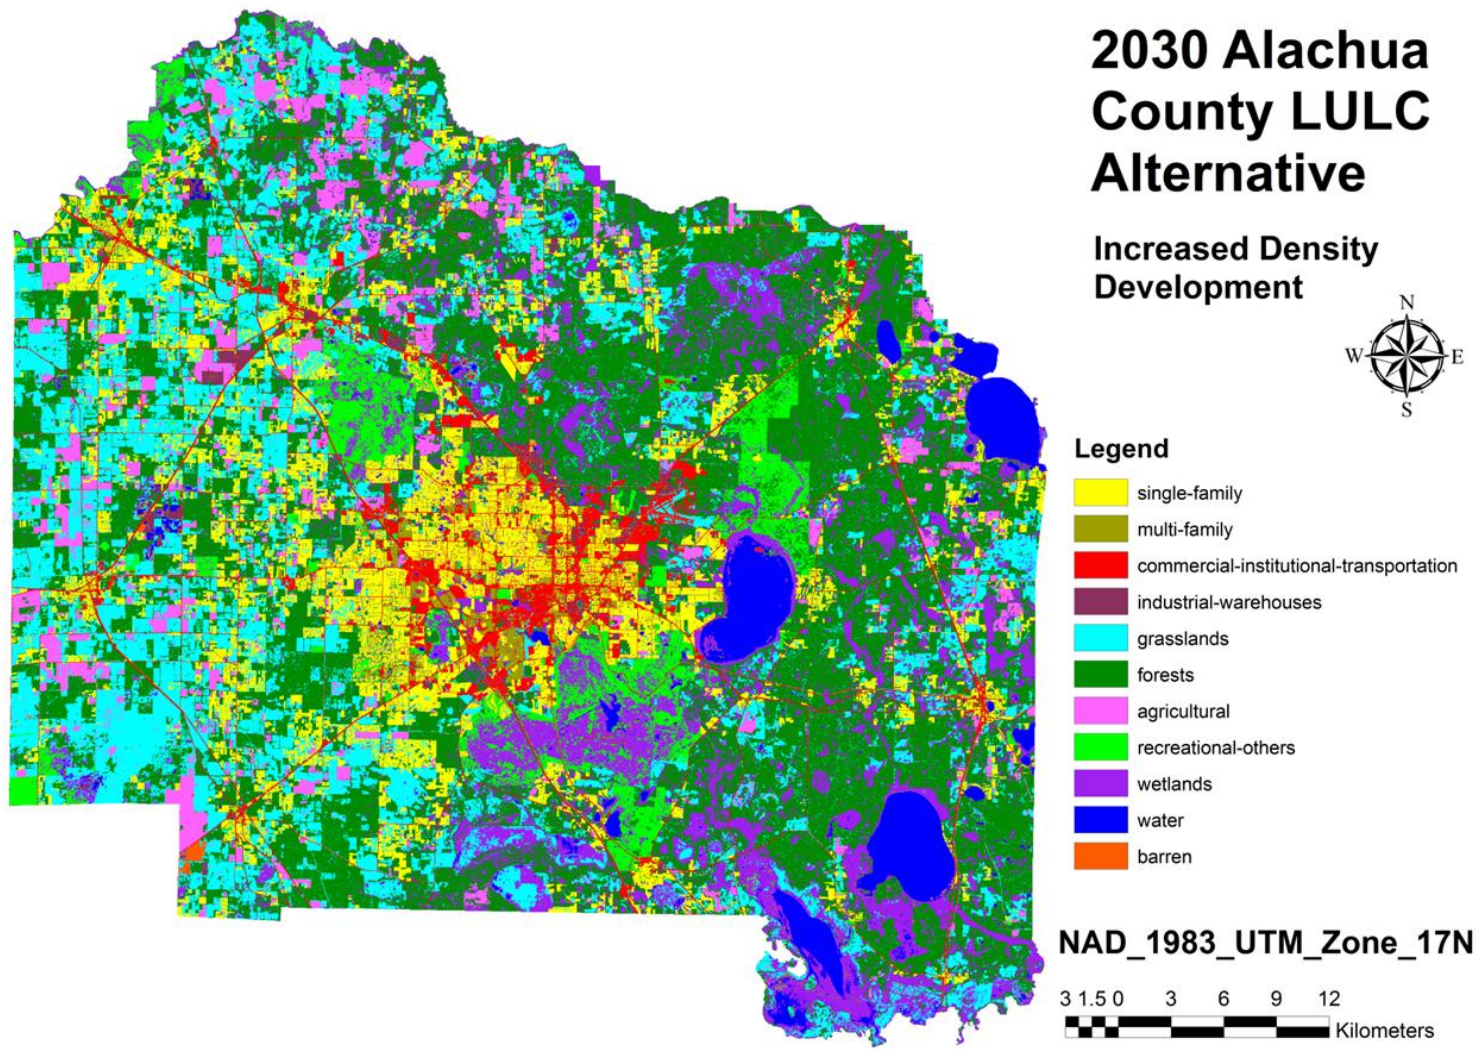 2030 Alachua
County LULC
Alternative
Increased Density
Development
N
W E
S
Legend
single-family
multi-family
commercial-institutional-transportation
industrial-warehouses
grasslands
forests
agricultural
recreational-others
wetlands
water
barren
NAD_1983_UTM_Zone_17N
3 1.5 0 3 6 9 12
Kilometers